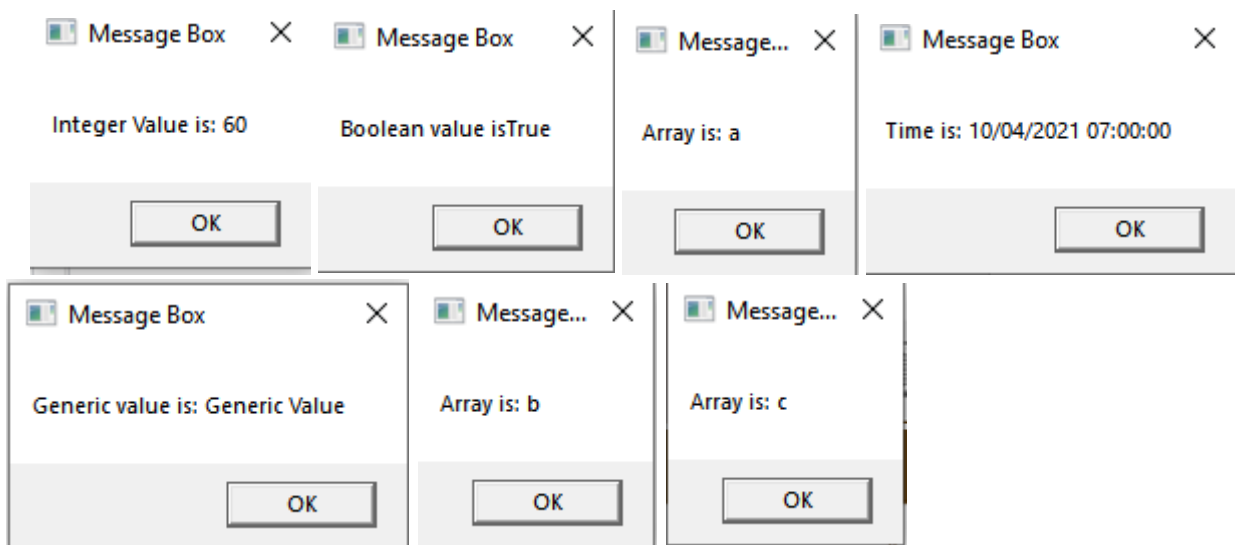 Message Box
Integer Value is: 60
OK
Message Box
Boolean value isTrue
OK
Message...
Array is: a
OK
Message Box
Time is: 10/04/2021 07:00:00
OK
Message Box
Generic value is: Generic Value
OK
Message...
Array is: b
OK
Message...
Array is: c
OK